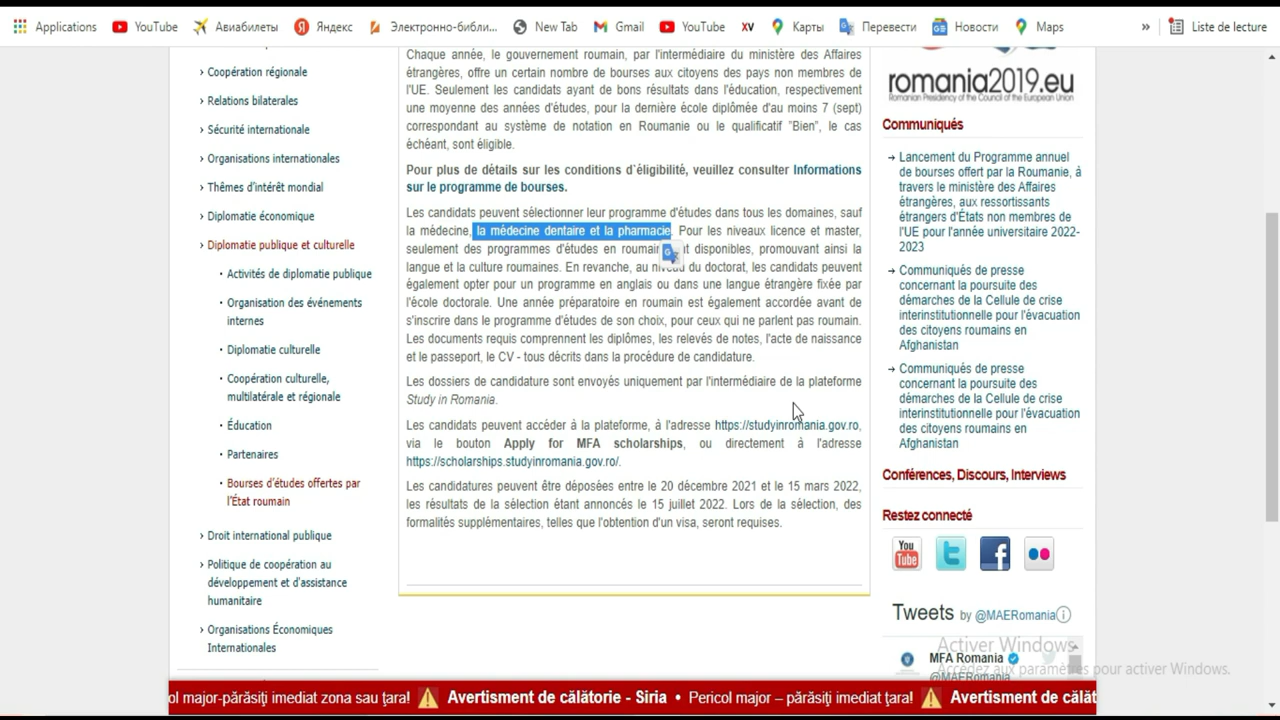 Applications YouTube Авиабилеты Яндекс Электронно-библи... New Tab Gmail YouTube XV Карты Перевести Новости Maps » Liste de lecture
› Coopération régionale
› Relations bilaterales
› Sécurité internationale
› Organisations internationales
› Thêmes d'intérêt mondial
› Diplomatie économique
› Diplomatie publique et culturelle
• Activités de diplomatie publique
• Organisation des événements
internes
• Diplomatie culturelle
• Coopération culturelle,
multilatérale et régionale
• Éducation
• Partenaires
• Bourses d'études offertes par
l'État roumain
› Droit international publique
› Politique de coopération au
développement et d'assistance
humanitaire
› Organisations Économiques
Internationales
Chaque année, le gouvernement roumain, par l'intermédiaire du ministère des Affaires
étrangères, offre un certain nombre de bourses aux citoyens des pays non membres de
l'UE. Seulement les candidats ayant de bons résultats dans l'éducation, respectivement
une moyenne des années d'études, pour la dernière école diplômée d'au moins 7 (sept)
correspondant au système de notation en Roumanie ou le qualificatif "Bien", le cas
échéant, sont éligible.
Pour plus de détails sur les conditions d`éligibilité, veuillez consulter Informations
sur le programme de bourses.
Les candidats peuvent sélectionner leur programme d'études dans tous les domaines, sauf
la médecine, la médecine dentaire et la pharmacie. Pour les niveaux licence et master,
seulement des programmes d'études en roumain nt disponibles, promouvant ainsi la
langue et la culture roumaines. En revanche, au niveau du doctorat, les candidats peuvent
également opter pour un programme en anglais ou dans une langue étrangère fixée par
l'école doctorale. Une année préparatoire en roumain est également accordée avant de
s'inscrire dans le programme d'études de son choix, pour ceux qui ne parlent pas roumain.
Les documents requis comprennent les diplômes, les relevés de notes, l'acte de naissance
et le passeport, le CV - tous décrits dans la procédure de candidature.
Les dossiers de candidature sont envoyés uniquement par l'intermédiaire de la plateforme
Study in Romania.
Les candidats peuvent accéder à la plateforme, à l'adresse https://studyinromania.gov.ro,
via le bouton Apply for MFA scholarships, ou directement à l'adresse
https://scholarships.studyinromania.gov.ro/.
Les candidatures peuvent être déposées entre le 20 décembre 2021 et le 15 mars 2022,
les résultats de la sélection étant annoncés le 15 juillet 2022. Lors de la sélection, des
formalités supplémentaires, telles que l'obtention d'un visa, seront requises.
romania2019.eu
Romanian Presidency of the Council of the European Union
Communiqués
→ Lancement du Programme annuel
de bourses offert par la Roumanie, à
travers le ministère des Affaires
étrangères, aux ressortissants
étrangers d'États non membres de
l'UE pour l'année universitaire 2022-
2023
→ Communiqués de presse
concernant la poursuite des
démarches de la Cellule de crise
interinstitutionnelle pour l'évacuation
des citoyens roumains en
Afghanistan
→ Communiqués de presse
concernant la poursuite des
démarches de la Cellule de crise
interinstitutionnelle pour l'évacuation
des citoyens roumains en
Afghanistan
Conférences, Discours, Interviews
Restez connecté
You
Tube
Tweets by @MAERomania
MFA Romania
@MAERomania
Activer Windows
Accédez aux paramètres pour activer Windows.
ol major-părăsiți imediat zona sau țara! Avertisment de călătorie - Siria • Pericol major – părăsiți imediat țara! Avertisment de călăt